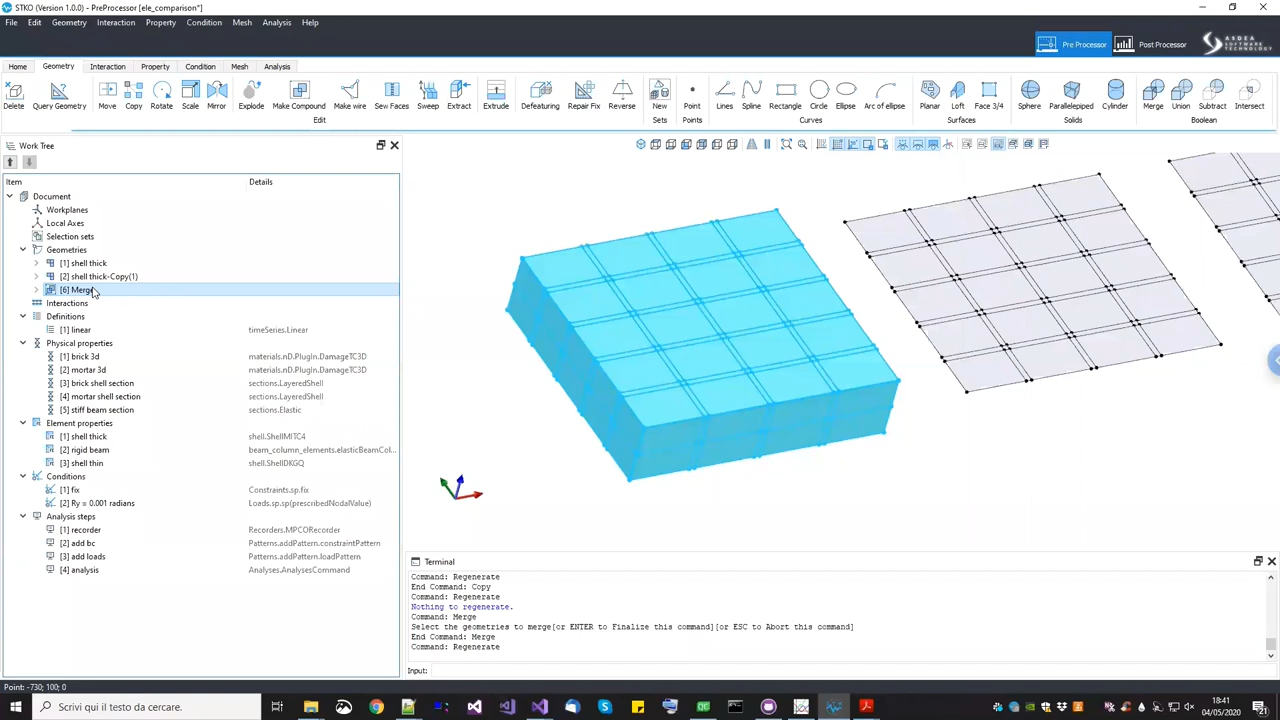 STKO (Version 1.0.0) - PreProcessor [ele_comparison*]
File Edit Geometry Interaction Property Condition Mesh Analysis Help
Pre Processor Post Processor ASDEA SOFTWARE TECHNOLOGY
Home Geometry Interaction Property Condition Mesh Analysis
Delete Query Geometry Move Copy Rotate Scale Mirror Explode Make Compound Make wire Sew Faces Sweep Extract Extrude Defeaturing Repair Fix Reverse New Point Lines Spline Rectangle Circle Ellipse Arc of ellipse Planar Loft Face 3/4 Sphere Parallelepiped Cylinder Merge Union Subtract Intersect
Edit Sets Points Curves Surfaces Solids Boolean
Work Tree
Item Details
Document
Workplanes
Local Axes
Selection sets
Geometries
[1] shell thick
[2] shell thick-Copy(1)
[6] Merge
Interactions
Definitions
[1] linear timeSeries.Linear
Physical properties
[1] brick 3d materials.nD.PlugIn.DamageTC3D
[2] mortar 3d materials.nD.PlugIn.DamageTC3D
[3] brick shell section sections.LayeredShell
[4] mortar shell section sections.LayeredShell
[5] stiff beam section sections.Elastic
Element properties
[1] shell thick shell.ShellMITC4
[2] rigid beam beam_column_elements.elasticBeamCol...
[3] shell thin shell.ShellDKGQ
Conditions
[1] fix Constraints.sp.fix
[2] Ry = 0.001 radians Loads.sp.sp(prescribedNodalValue)
Analysis steps
[1] recorder Recorders.MPCORecorder
[2] add bc Patterns.addPattern.constraintPattern
[3] add loads Patterns.addPattern.loadPattern
[4] analysis Analyses.AnalysesCommand
Terminal
Command: Regenerate
End Command: Copy
Command: Regenerate
Nothing to regenerate.
Command: Merge
Select the geometries to merge[or ENTER to Finalize this command][or ESC to Abort this command]
End Command: Merge
Command: Regenerate
Input:
Point: -730; 100; 0
Scrivi qui il testo da cercare.
18:41
04/05/2020